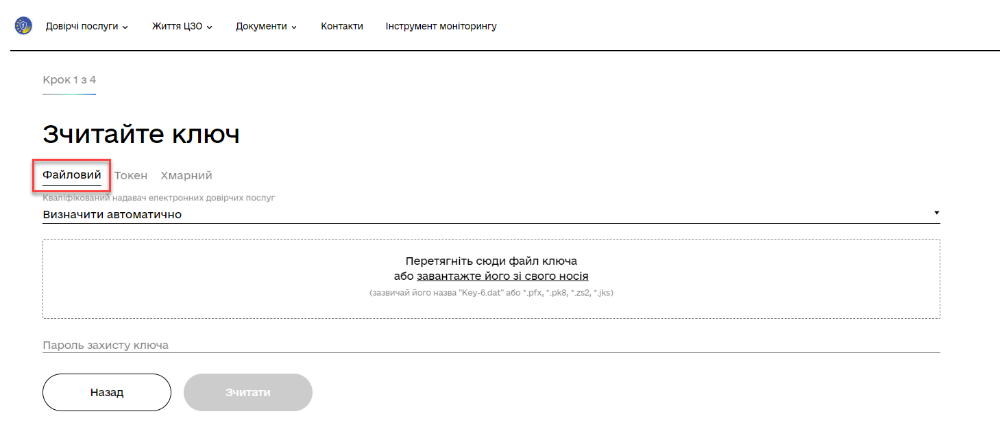 Довірчі послуги Життя ЦЗО Документи Контакти Інструмент моніторингу
Крок 1 з 4
Зчитайте ключ
Файловий Токен Хмарний
Кваліфікований надавач електронних довірчих послуг
Визначити автоматично
Перетягніть сюди файл ключа
або завантажте його зі свого носія
(зазвичай його назва "Key-6.dat" або *.pfx, *.pk8, *.zs2, *.jks)
Пароль захисту ключа
Назад Зчитати